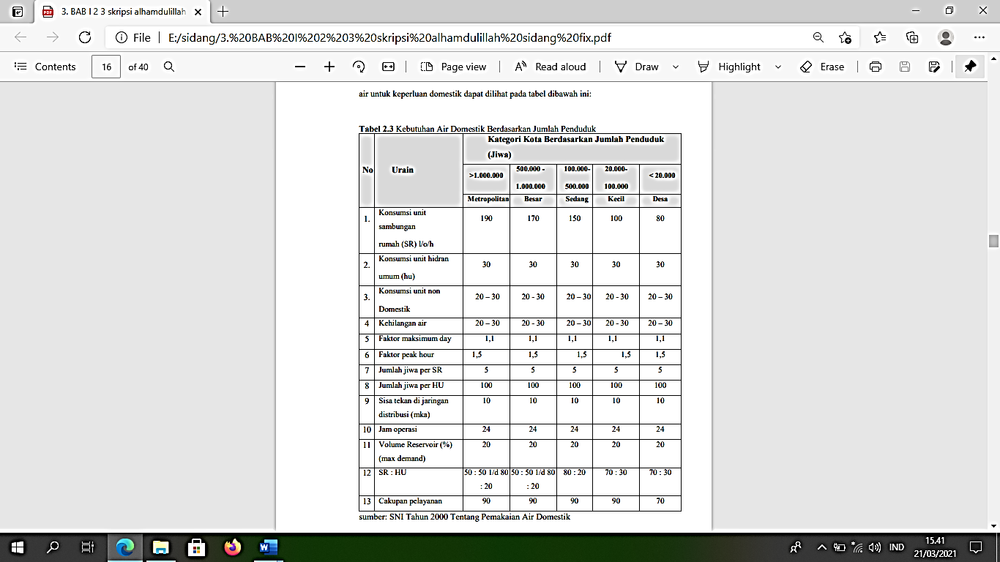 3. BAB I 2 3 skripsi alhamdulillah
File E:/sidang/3.%20BAB%20I%202%203%20skripsi%20alhamdulillah%20sidang%20fix.pdf
Contents 16 of 40 Page view Read aloud Draw Highlight Erase
air untuk keperluan domestik dapat dilihat pada tabel dibawah ini:
Tabel 2.3 Kebutuhan Air Domestik Berdasarkan Jumlah Penduduk
Kategori Kota Berdasarkan Jumlah Penduduk
(Jiwa)
No Urain
>1.000.000 500.000 - 100.000- 20.000- < 20.000
1.000.000 500.000 100.000
Metropolitan Besar Sedang Kecil Desa
1. Konsumsi unit 190 170 150 100 80
sambungan
rumah (SR) l/o/h
2. Konsumsi unit hidran 30 30 30 30 30
umum (hu)
3. Konsumsi unit non 20 – 30 20 - 30 20 – 30 20 - 30 20 – 30
Domestik
4 Kehilangan air 20 – 30 20 - 30 20 – 30 20 - 30 20 – 30
5 Faktor maksimum day 1,1 1,1 1,1 1,1 1,1
6 Faktor peak hour 1,5 1,5 1,5 1,5 1,5
7 Jumlah jiwa per SR 5 5 5 5 5
8 Jumlah jiwa per HU 100 100 100 100 100
9 Sisa tekan di jaringan 10 10 10 10 10
distribusi (mka)
10 Jam operasi 24 24 24 24 24
11 Volume Reservoir (%) 20 20 20 20 20
(max demand)
12 SR : HU 50 : 50 1/d 80 50 : 50 1/d 80 80 : 20 70 : 30 70 : 30
: 20 : 20
13 Cakupan pelayanan 90 90 90 90 70
sumber: SNI Tahun 2000 Tentang Pemakaian Air Domestik
IND
15.41
21/03/2021